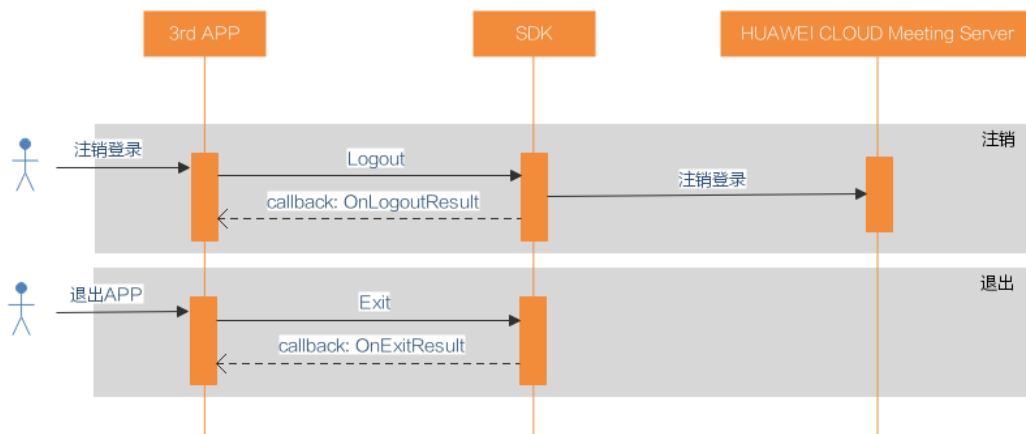 3rd APP
SDK
HUAWEI CLOUD Meeting Server
注销
注销登录
Logout
注销登录
callback: OnLogoutResult
退出
退出APP
Exit
callback: OnExitResult